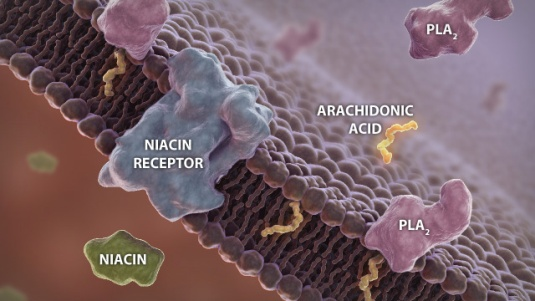 PLA₂
ARACHIDONIC
ACID
NIACIN
RECEPTOR
PLA₂
NIACIN